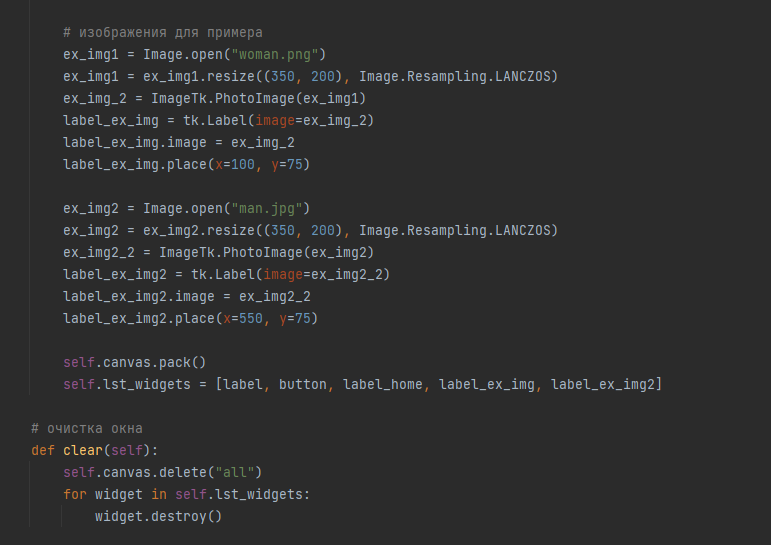 # изображения для примера
ex_img1 = Image.open("woman.png")
ex_img1 = ex_img1.resize((350, 200), Image.Resampling.LANCZOS)
ex_img_2 = ImageTk.PhotoImage(ex_img1)
label_ex_img = tk.Label(image=ex_img_2)
label_ex_img.image = ex_img_2
label_ex_img.place(x=100, y=75)
ex_img2 = Image.open("man.jpg")
ex_img2 = ex_img2.resize((350, 200), Image.Resampling.LANCZOS)
ex_img2_2 = ImageTk.PhotoImage(ex_img2)
label_ex_img2 = tk.Label(image=ex_img2_2)
label_ex_img2.image = ex_img2_2
label_ex_img2.place(x=550, y=75)
self.canvas.pack()
self.lst_widgets = [label, button, label_home, label_ex_img, label_ex_img2]
# очистка окна
def clear(self):
self.canvas.delete("all")
for widget in self.lst_widgets:
widget.destroy()